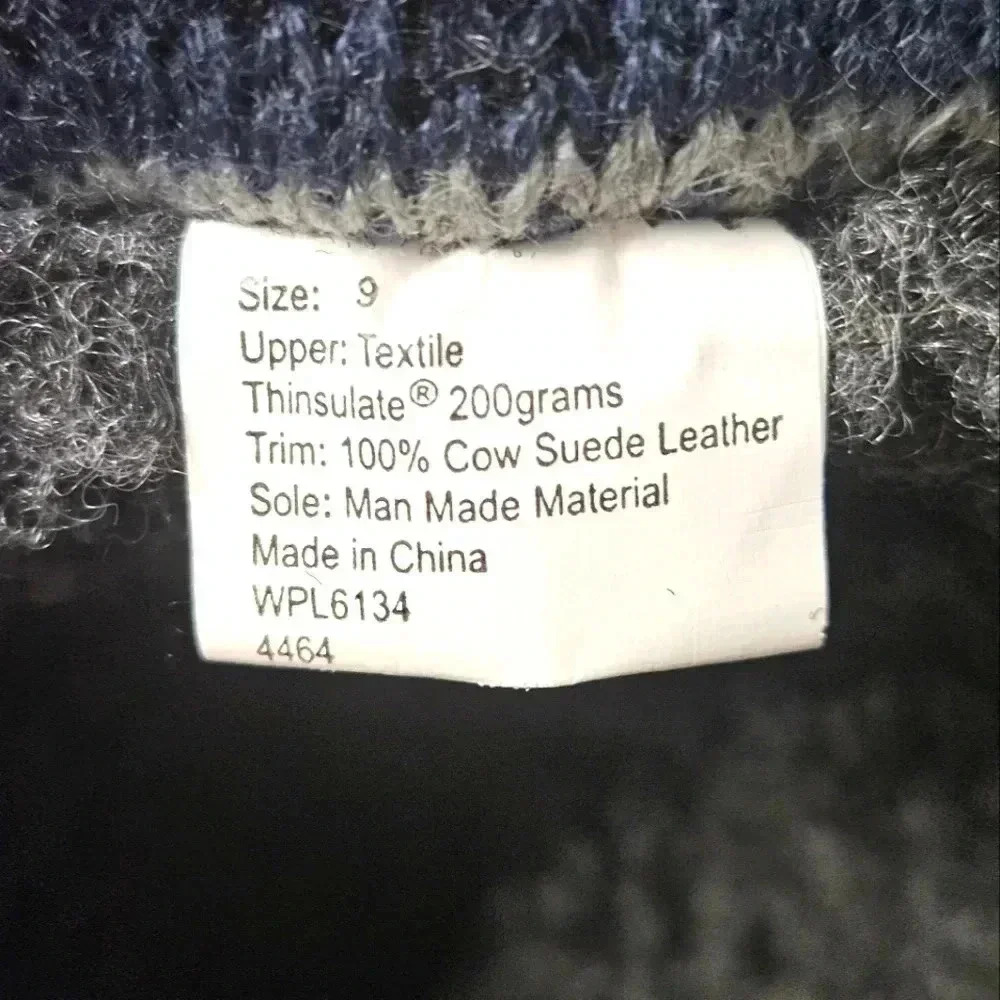 Size: 9
Upper: Textile
Thinsulate® 200grams
Trim: 100% Cow Suede Leather
Sole: Man Made Material
Made in China
WPL6134
4464